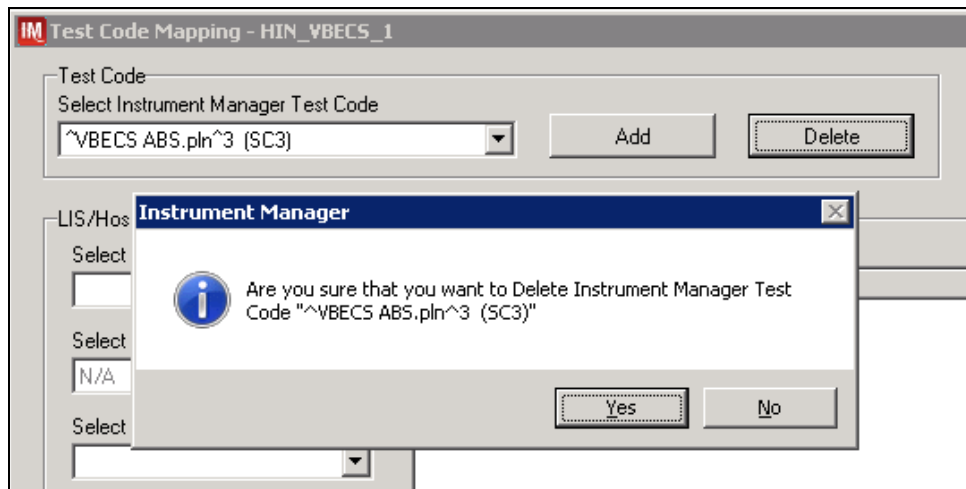 IM Test Code Mapping - HIN_VBECS_1
Test Code
Select Instrument Manager Test Code
^VBECS ABS.pln^3 (SC3)
Add
Delete
LIS/Hos
Instrument Manager
Select
Are you sure that you want to Delete Instrument Manager Test
Code "^VBECS ABS.pln^3 (SC3)"
Select
N/A
Yes
No
Select